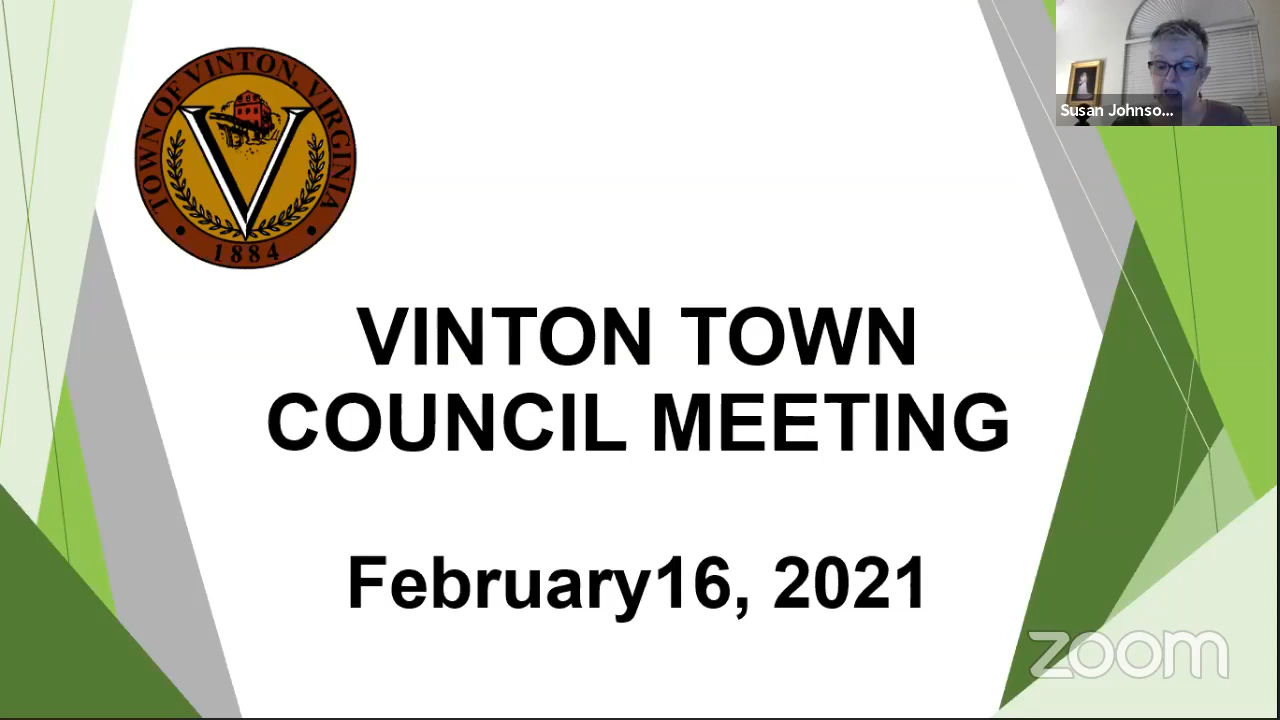 TOWN OF VINTON, VIRGINIA
V
1884
Susan Johnso...
VINTON TOWN
COUNCIL MEETING
February16, 2021
zoom